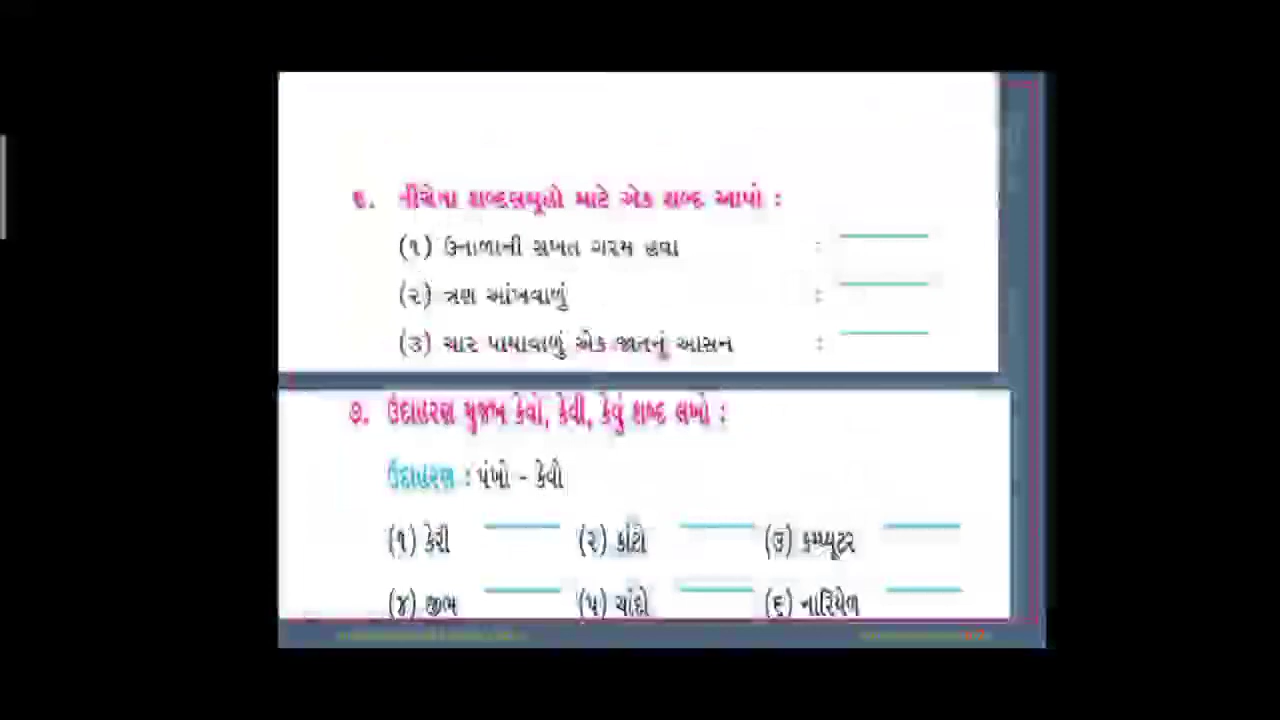 ૬. નીચેના શબ્દસમૂહો માટે એક શબ્દ આપો :
(૧) ઉનાળાની સખત ગરમ હવા :
(૨) ત્રણ આંખવાળું :
(૩) ચાર પાયાવાળું એક જાતનું આસન :
૭. ઉદાહરણ મુજબ કેવો, કેવી, કેવું શબ્દ લખો :
ઉદાહરણ : પંખો - કેવો
(૧) કેરી (૨) કાંટો (૩) કમ્પ્યૂટર
(૪) જીભ (૫) ચાંદો (૬) નારિયેળ